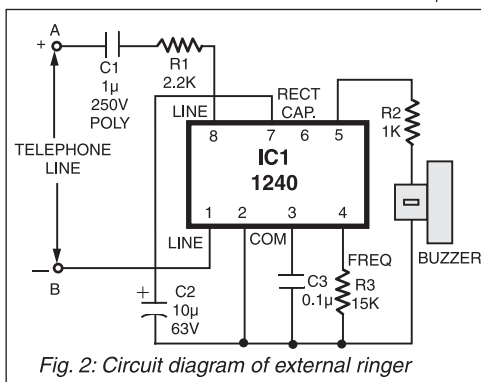 A
+
C1
1µ
250V
POLY
R1
2.2K
RECT
CAP.
R2
1K
LINE
8 7 6 5
TELEPHONE
LINE
IC1
1240
1 2 3 4
LINE
COM
FREQ
BUZZER
—
B
+
C2
10µ
63V
C3
0.1µ
R3
15K
Fig. 2: Circuit diagram of external ringer